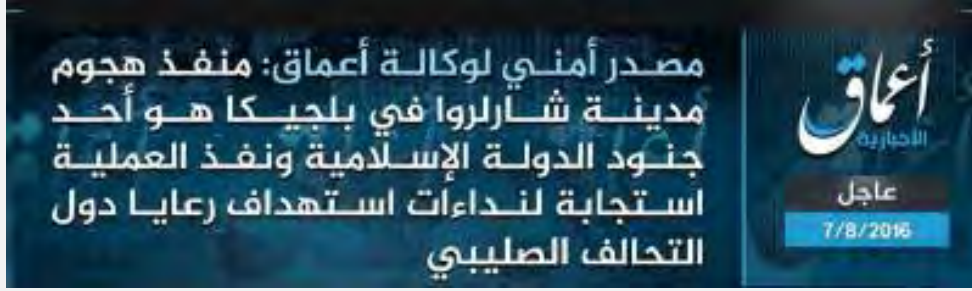 مصدر أمني لوكالة أعماق: منفذ هجوم
مدينة شارلروا في بلجيكا هو أحد
جنود الدولة الإسلامية ونفذ العملية
استجابة لنداءات استهداف رعايا دول
التحالف الصليبي
أعماق
الاخبارية
عاجل
7/8/2016